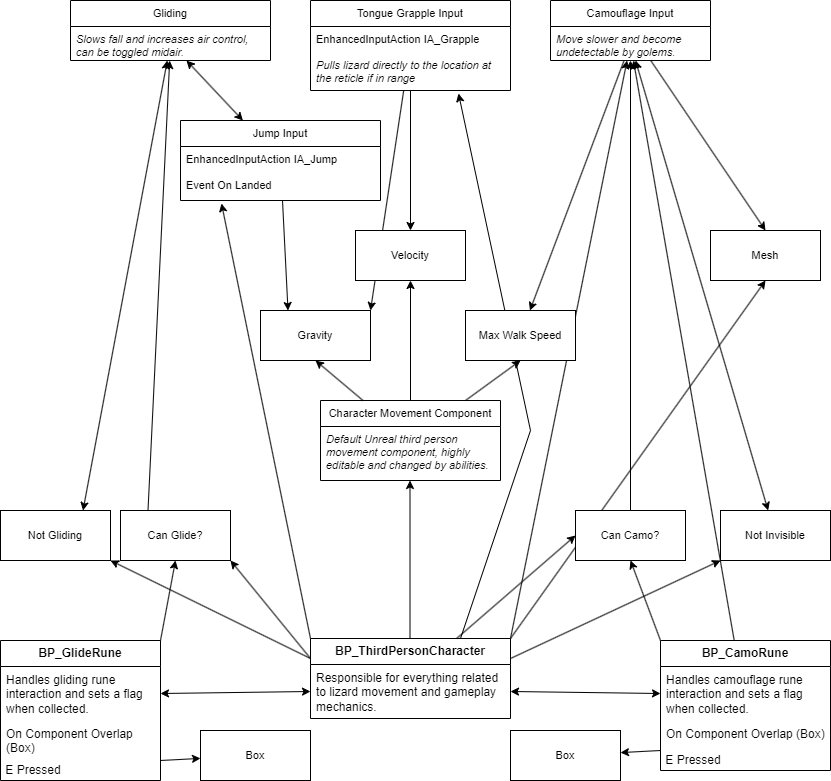 Gliding
Slows fall and increases air control,
can be toggled midair.
Tongue Grapple Input
EnhancedInputAction IA_Grapple
Pulls lizard directly to the location at
the reticle if in range
Camouflage Input
Move slower and become
undetectable by golems.
Jump Input
EnhancedInputAction IA_Jump
Event On Landed
Velocity
Mesh
Gravity
Max Walk Speed
Character Movement Component
Default Unreal third person
movement component, highly
editable and changed by abilities.
Not Gliding
Can Glide?
Can Camo?
Not Invisible
BP_GlideRune
Handles gliding rune
interaction and sets a flag
when collected.
On Component Overlap
(Box)
E Pressed
BP_ThirdPersonCharacter
Responsible for everything related
to lizard movement and gameplay
mechanics.
BP_CamoRune
Handles camouflage rune
interaction and sets a flag
when collected.
On Component Overlap (Box)
E Pressed
Box
Box